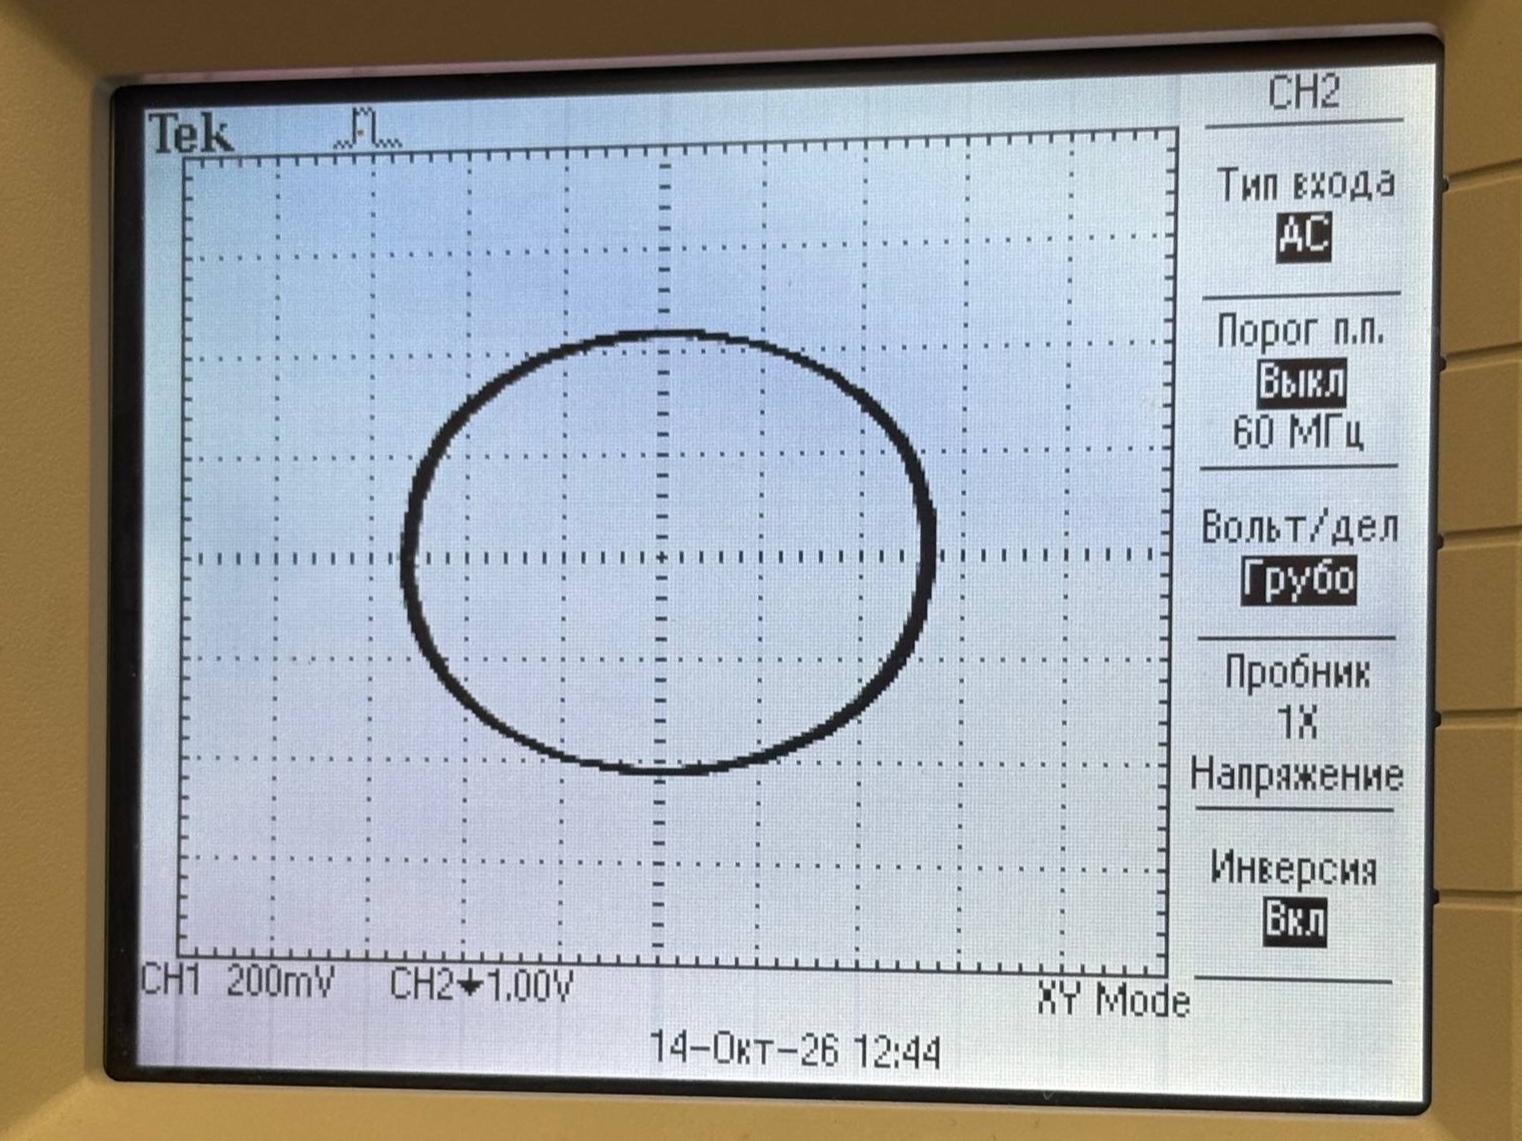 Tek
CH2
Тип входа
AC
Порог п.п.
Выкл
60 МГц
Вольт/дел
Грубо
Пробник
1X
Напряжение
Инверсия
Вкл
CH1 200mV CH2 1.00V
XY Mode
14-Окт-26 12:44